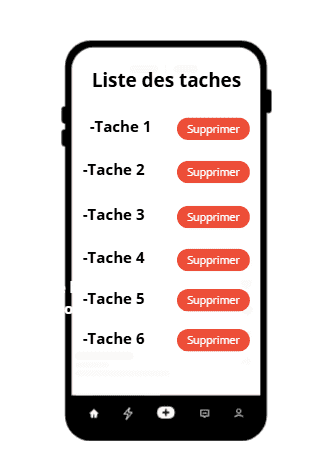 Liste des taches
-Tache 1 Supprimer
-Tache 2 Supprimer
-Tache 3 Supprimer
-Tache 4 Supprimer
-Tache 5 Supprimer
-Tache 6 Supprimer